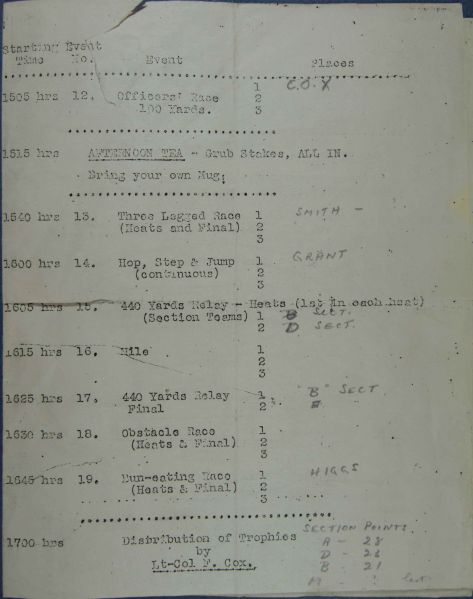 Starting Event
Time No. Event Places
1505 hrs 12. Officers' Race 1 C.O.X
100 Yards. 2
3
1515 hrs AFTERNOON TEA - Grub Stakes, ALL IN.
Bring your own Mug.
1540 hrs 13. Three Legged Race 1 SMITH -
(Heats and Final) 2
3
1600 hrs 14. Hop, Step & Jump 1 GRANT
(continuous) 2
3
1605 hrs 15. 440 Yards Relay - Heats (1st in each heat)
(Section Teams) 1 B SECT.
2 D SECT.
1615 hrs 16. Mile 1
2
3
1625 hrs 17. 440 Yards Relay 1. "B" SECT
Final 2.
1630 hrs 18. Obstacle Race 1
(Heats & Final) 2
3
1645 hrs 19. Bun-eating Race 1 HIGGS
(Heats & Final) 2
3
1700 hrs Distribution of Trophies
by
Lt-Col F. Cox.
SECTION POINTS
A - 28
D - 26
B - 21
M -